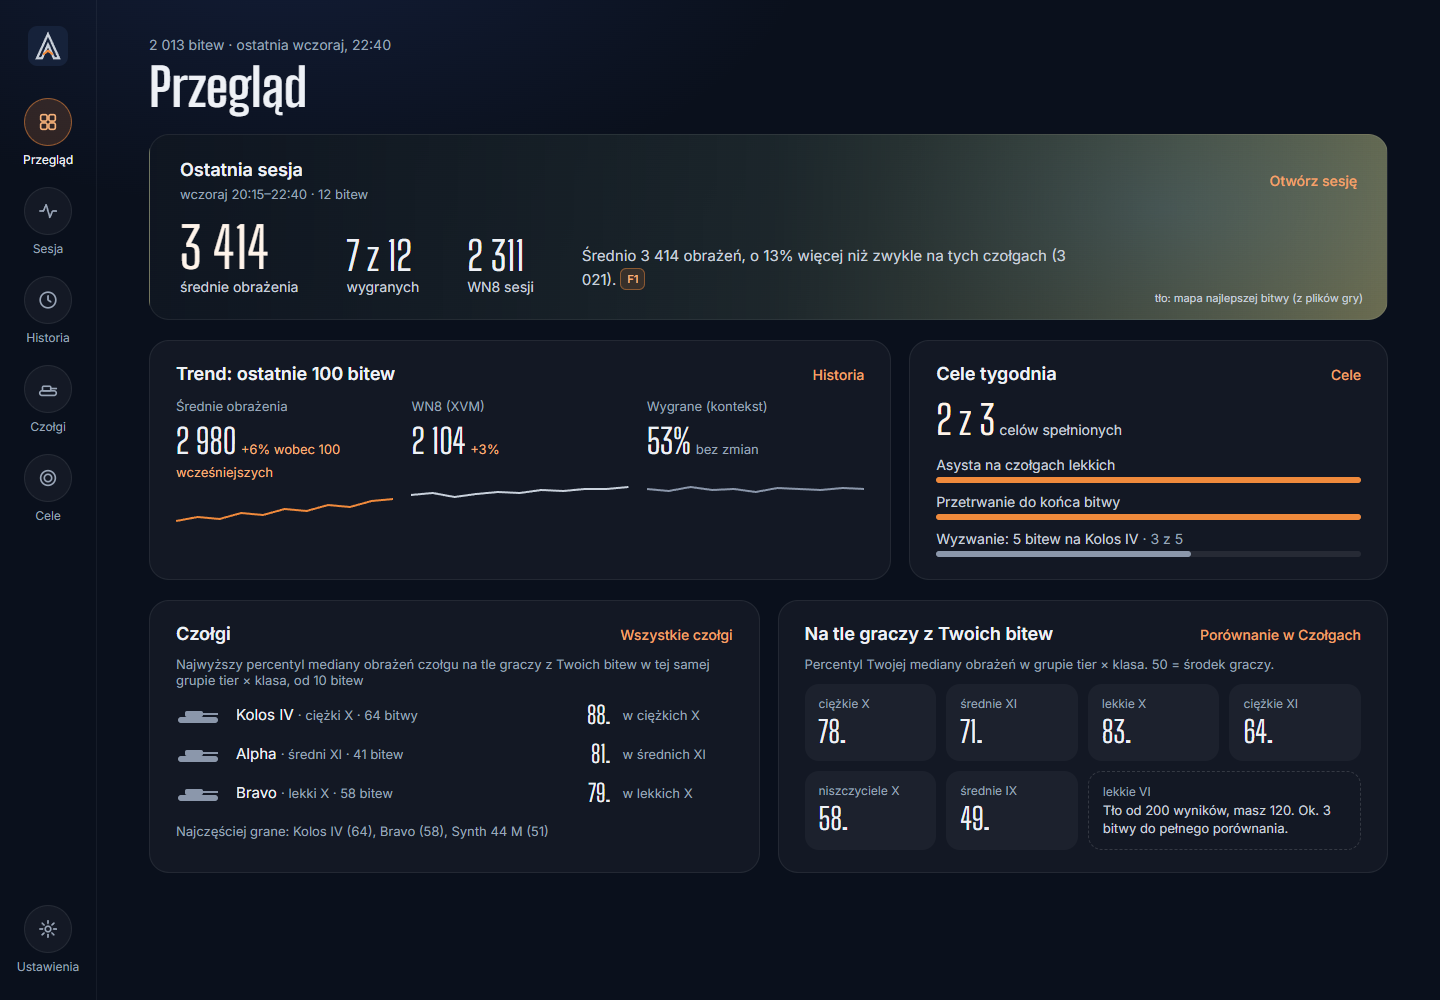 2 013 bitew · ostatnia wczoraj, 22:40
Przegląd
Przegląd
Sesja
Historia
Czołgi
Cele
Ustawienia
Ostatnia sesja
wczoraj 20:15–22:40 · 12 bitew
Otwórz sesję
3 414
średnie obrażenia
7 z 12
wygranych
2 311
WN8 sesji
Średnio 3 414 obrażeń, o 13% więcej niż zwykle na tych czołgach (3
021). F1
tło: mapa najlepszej bitwy (z plików gry)
Trend: ostatnie 100 bitew
Historia
Średnie obrażenia
2 980 +6% wobec 100
wcześniejszych
WN8 (XVM)
2 104 +3%
Wygrane (kontekst)
53% bez zmian
Cele tygodnia
Cele
2 z 3 celów spełnionych
Asysta na czołgach lekkich
Przetrwanie do końca bitwy
Wyzwanie: 5 bitew na Kolos IV · 3 z 5
Czołgi
Wszystkie czołgi
Najwyższy percentyl mediany obrażeń czołgu na tle graczy z Twoich bitew w tej samej
grupie tier × klasa, od 10 bitew
Kolos IV · ciężki X · 64 bitwy
88. w ciężkich X
Alpha · średni XI · 41 bitew
81. w średnich XI
Bravo · lekki X · 58 bitew
79. w lekkich X
Najczęściej grane: Kolos IV (64), Bravo (58), Synth 44 M (51)
Na tle graczy z Twoich bitew
Porównanie w Czołgach
Percentyl Twojej mediany obrażeń w grupie tier × klasa. 50 = środek graczy.
ciężkie X
78.
średnie XI
71.
lekkie X
83.
ciężkie XI
64.
niszczyciele X
58.
średnie IX
49.
lekkie VI
Tło od 200 wyników, masz 120. Ok. 3
bitwy do pełnego porównania.